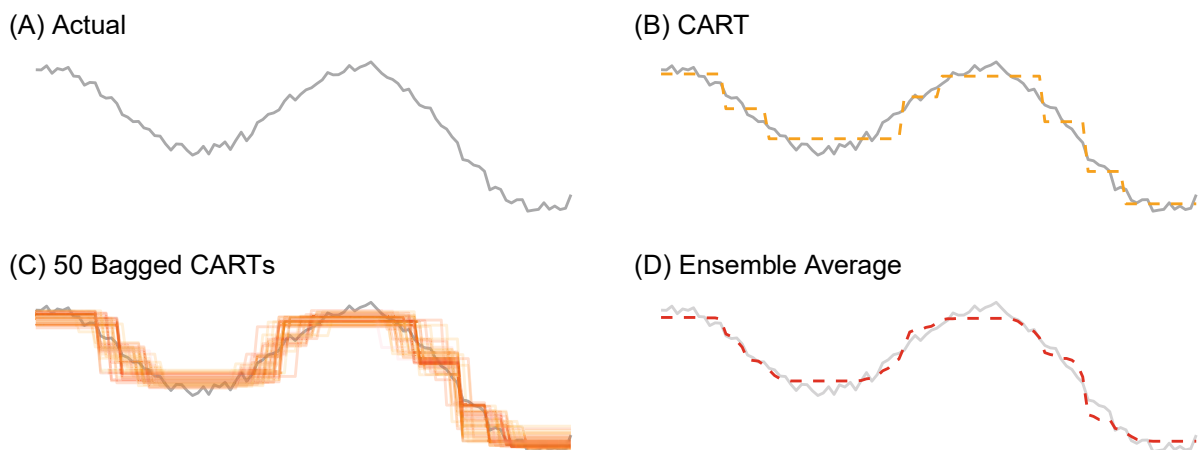 (A) Actual
(B) CART
(C) 50 Bagged CARTs
(D) Ensemble Average